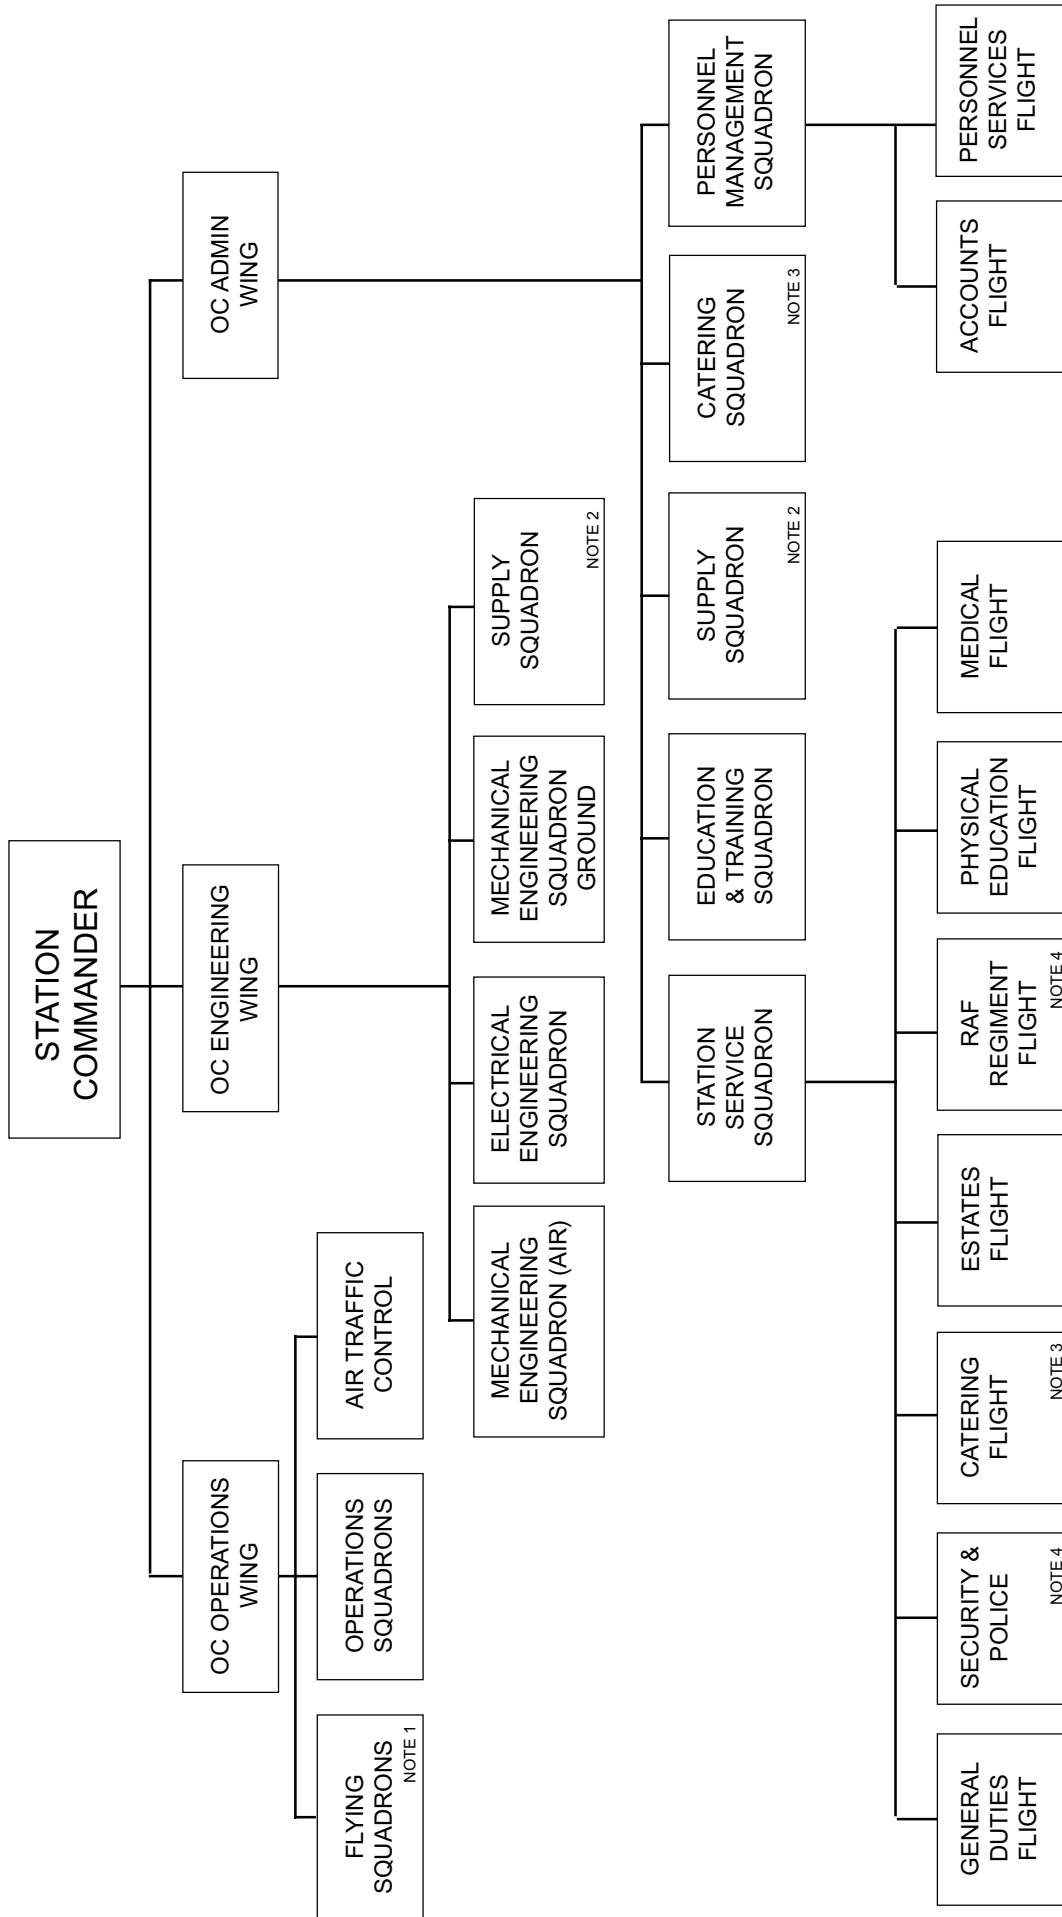 STATION
COMMANDER
OC OPERATIONS
WING
OC ENGINEERING
WING
OC ADMIN
WING
FLYING
SQUADRONS
NOTE 1
OPERATIONS
SQUADRONS
AIR TRAFFIC
CONTROL
MECHANICAL
ENGINEERING
SQUADRON (AIR)
ELECTRICAL
ENGINEERING
SQUADRON
MECHANICAL
ENGINEERING
SQUADRON
GROUND
SUPPLY
SQUADRON
NOTE 2
STATION
SERVICE
SQUADRON
EDUCATION
& TRAINING
SQUADRON
SUPPLY
SQUADRON
NOTE 2
CATERING
SQUADRON
NOTE 3
PERSONNEL
MANAGEMENT
SQUADRON
GENERAL
DUTIES
FLIGHT
SECURITY &
POLICE
NOTE 4
CATERING
FLIGHT
NOTE 3
ESTATES
FLIGHT
RAF
REGIMENT
FLIGHT
NOTE 4
PHYSICAL
EDUCATION
FLIGHT
MEDICAL
FLIGHT
ACCOUNTS
FLIGHT
PERSONNEL
SERVICES
FLIGHT